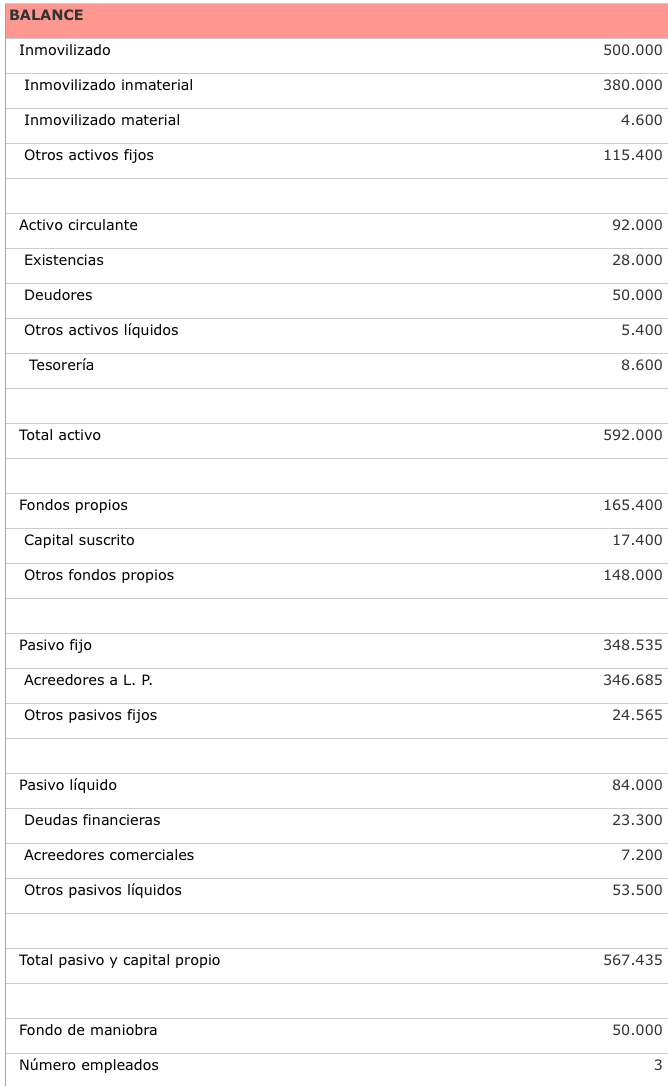 BALANCE
Inmovilizado 500.000
Inmovilizado inmaterial 380.000
Inmovilizado material 4.600
Otros activos fijos 115.400
Activo circulante 92.000
Existencias 28.000
Deudores 50.000
Otros activos líquidos 5.400
Tesorería 8.600
Total activo 592.000
Fondos propios 165.400
Capital suscrito 17.400
Otros fondos propios 148.000
Pasivo fijo 348.535
Acreedores a L. P. 346.685
Otros pasivos fijos 24.565
Pasivo líquido 84.000
Deudas financieras 23.300
Acreedores comerciales 7.200
Otros pasivos líquidos 53.500
Total pasivo y capital propio 567.435
Fondo de maniobra 50.000
Número empleados 3